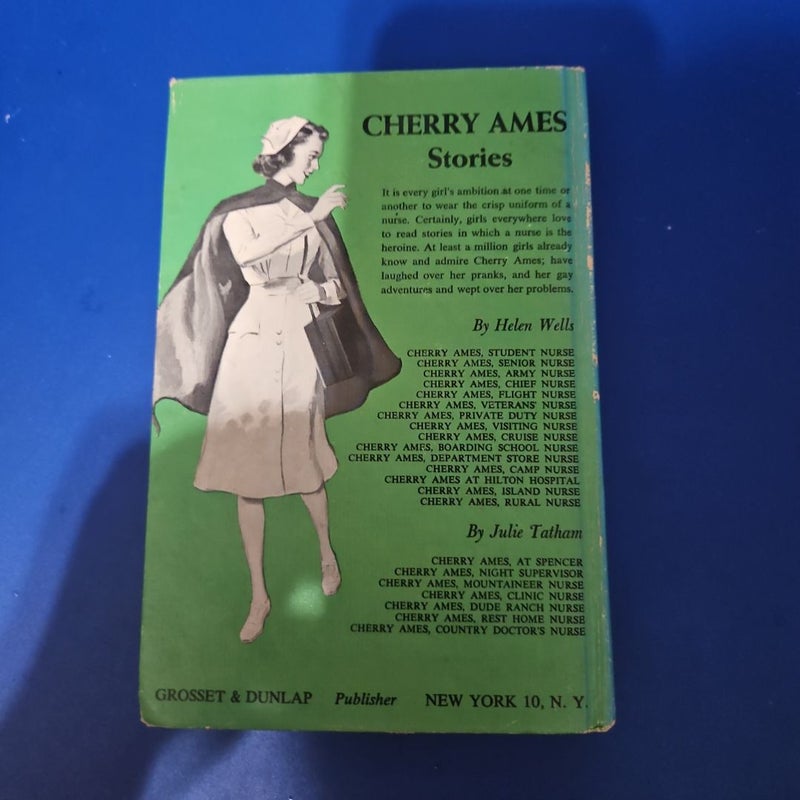 CHERRY AMES
Stories
It is every girl's ambition at one time or
another to wear the crisp uniform of a
nurse. Certainly, girls everywhere love
to read stories in which a nurse is the
heroine. At least a million girls already
know and admire Cherry Ames; have
laughed over her pranks, and her gay
adventures and wept over her problems.
By Helen Wells
CHERRY AMES, STUDENT NURSE
CHERRY AMES, SENIOR NURSE
CHERRY AMES, ARMY NURSE
CHERRY AMES, CHIEF NURSE
CHERRY AMES, FLIGHT NURSE
CHERRY AMES, VETERANS' NURSE
CHERRY AMES, PRIVATE DUTY NURSE
CHERRY AMES, VISITING NURSE
CHERRY AMES, CRUISE NURSE
CHERRY AMES, BOARDING SCHOOL NURSE
CHERRY AMES, DEPARTMENT STORE NURSE
CHERRY AMES, CAMP NURSE
CHERRY AMES AT HILTON HOSPITAL
CHERRY AMES, ISLAND NURSE
CHERRY AMES, RURAL NURSE
By Julie Tatham
CHERRY AMES, AT SPENCER
CHERRY AMES, NIGHT SUPERVISOR
CHERRY AMES, MOUNTAINEER NURSE
CHERRY AMES, CLINIC NURSE
CHERRY AMES, DUDE RANCH NURSE
CHERRY AMES, REST HOME NURSE
CHERRY AMES, COUNTRY DOCTOR'S NURSE
GROSSET & DUNLAP Publisher NEW YORK 10, N. Y.